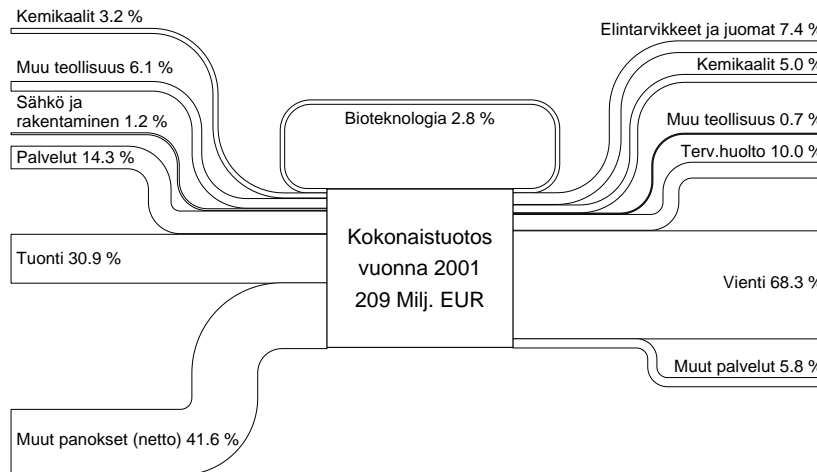 Kemikaalit 3.2 %
Muu teollisuus 6.1 %
Sähkö ja
rakentaminen 1.2 %
Palvelut 14.3 %
Tuonti 30.9 %
Muut panokset (netto) 41.6 %
Bioteknologia 2.8 %
Kokonaistuotos
vuonna 2001
209 Milj. EUR
Elintarvikkeet ja juomat 7.4 %
Kemikaalit 5.0 %
Muu teollisuus 0.7 %
Terv.huolto 10.0 %
Vienti 68.3 %
Muut palvelut 5.8 %